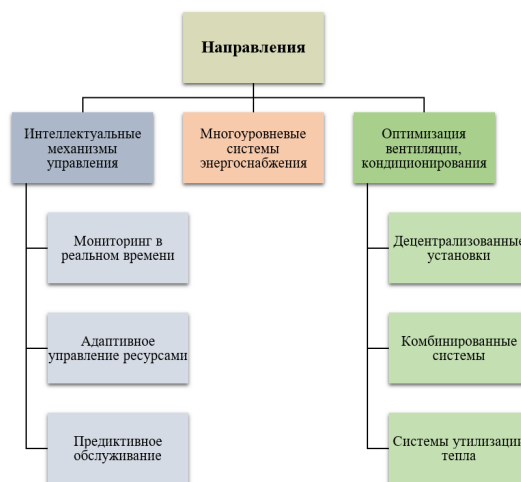 Направления
Интеллектуальные
механизмы
управления
Многоуровневые
системы
энергоснабжения
Оптимизация
вентиляции,
кондиционирования
Мониторинг в
реальном времени
Адаптивное
управление ресурсами
Предиктивное
обслуживание
Децентрализованные
установки
Комбинированные
системы
Системы утилизации
тепла